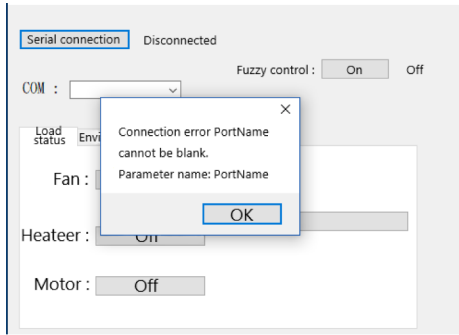 Serial connection Disconnected
Fuzzy control : On Off
COM :
Connection error PortName
cannot be blank.
Parameter name: PortName
OK
Load
status Envi
Fan :
Heateer : Off
Motor : Off